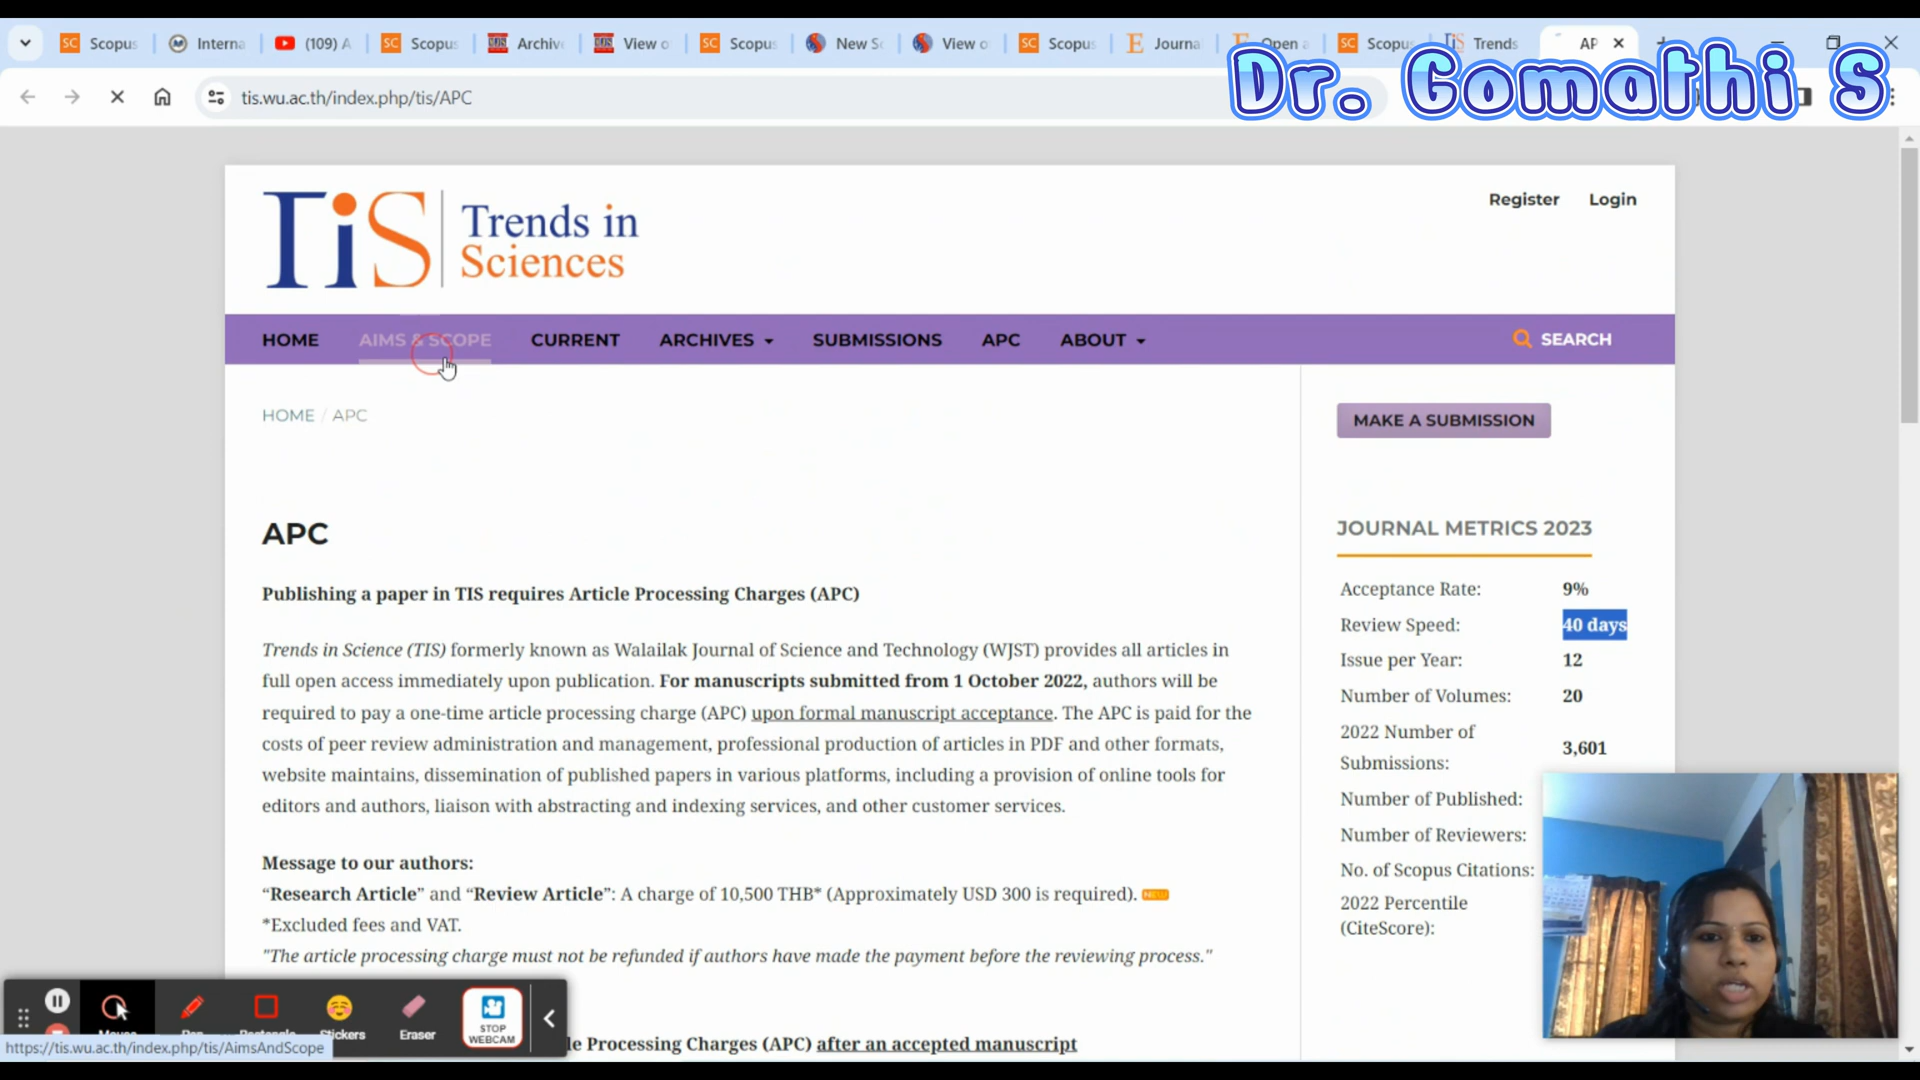 Scopus
Interna
(109) A
Scopus
Archive
View o
Scopus
New Sc
View o
Scopus
Journa
Open a
Scopus
Trends
AP
tis.wu.ac.th/index.php/tis/APC
Dr. Gomathi S
TiS
Trends in
Sciences
Register
Login
HOME
AIMS & SCOPE
CURRENT
ARCHIVES
SUBMISSIONS
APC
ABOUT
SEARCH
HOME / APC
MAKE A SUBMISSION
APC
Publishing a paper in TIS requires Article Processing Charges (APC)
Trends in Science (TIS) formerly known as Walailak Journal of Science and Technology (WJST) provides all articles in
full open access immediately upon publication. For manuscripts submitted from 1 October 2022, authors will be
required to pay a one-time article processing charge (APC) upon formal manuscript acceptance. The APC is paid for the
costs of peer review administration and management, professional production of articles in PDF and other formats,
website maintains, dissemination of published papers in various platforms, including a provision of online tools for
editors and authors, liaison with abstracting and indexing services, and other customer services.
Message to our authors:
“Research Article” and “Review Article”: A charge of 10,500 THB* (Approximately USD 300 is required). NEW
*Excluded fees and VAT.
"The article processing charge must not be refunded if authors have made the payment before the reviewing process."
le Processing Charges (APC) after an accepted manuscript
JOURNAL METRICS 2023
Acceptance Rate: 9%
Review Speed: 40 days
Issue per Year: 12
Number of Volumes: 20
2022 Number of
Submissions: 3,601
Number of Published:
Number of Reviewers:
No. of Scopus Citations:
2022 Percentile
(CiteScore):
Mouse
Pen
Rectangle
Stickers
Eraser
STOP
WEBCAM
https://tis.wu.ac.th/index.php/tis/AimsAndScope